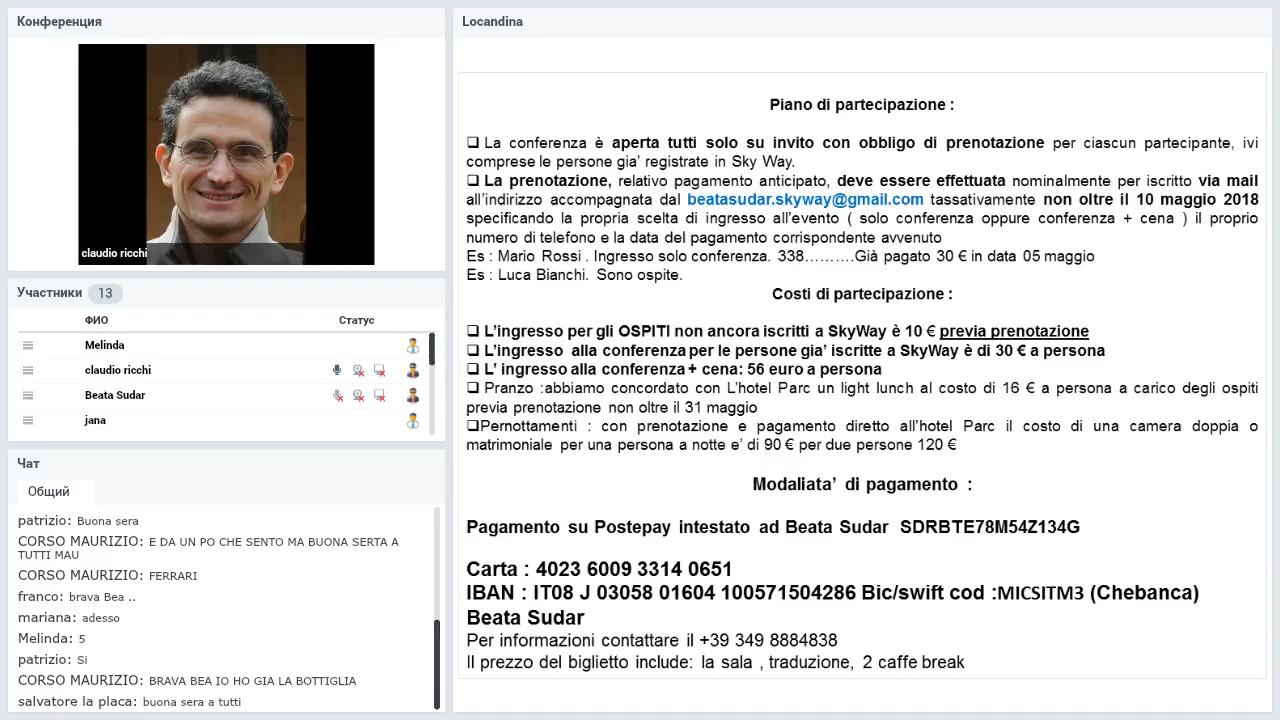 Конференция
claudio ricchi
Участники 13
ФИО Статус
Melinda
claudio ricchi
Beata Sudar
jana
Чат
Общий
patrizio: Buona sera
CORSO MAURIZIO: E DA UN PO CHE SENTO MA BUONA SERTA A
TUTTI MAU
CORSO MAURIZIO: FERRARI
franco: brava Bea ..
mariana: adesso
Melinda: 5
patrizio: Si
CORSO MAURIZIO: BRAVA BEA IO HO GIA LA BOTTIGLIA
salvatore la placa: buona sera a tutti
Locandina
Piano di partecipazione :
❑ La conferenza è aperta tutti solo su invito con obbligo di prenotazione per ciascun partecipante, ivi
comprese le persone gia’ registrate in Sky Way.
❑ La prenotazione, relativo pagamento anticipato, deve essere effettuata nominalmente per iscritto via mail
all’indirizzo accompagnata dal beatasudar.skyway@gmail.com tassativamente non oltre il 10 maggio 2018
specificando la propria scelta di ingresso all’evento ( solo conferenza oppure conferenza + cena ) il proprio
numero di telefono e la data del pagamento corrispondente avvenuto
Es : Mario Rossi . Ingresso solo conferenza. 338……….Già pagato 30 € in data 05 maggio
Es : Luca Bianchi. Sono ospite.
Costi di partecipazione :
❑ L’ingresso per gli OSPITI non ancora iscritti a SkyWay è 10 € previa prenotazione
❑ L’ingresso alla conferenza per le persone gia’ iscritte a SkyWay è di 30 € a persona
❑ L’ ingresso alla conferenza + cena: 56 euro a persona
❑ Pranzo :abbiamo concordato con L’hotel Parc un light lunch al costo di 16 € a persona a carico degli ospiti
previa prenotazione non oltre il 31 maggio
❑Pernottamenti : con prenotazione e pagamento diretto all’hotel Parc il costo di una camera doppia o
matrimoniale per una persona a notte e’ di 90 € per due persone 120 €
Modaliata’ di pagamento :
Pagamento su Postepay intestato ad Beata Sudar SDRBTE78M54Z134G
Carta : 4023 6009 3314 0651
IBAN : IT08 J 03058 01604 100571504286 Bic/swift cod :MICSITM3 (Chebanca)
Beata Sudar
Per informazioni contattare il +39 349 8884838
Il prezzo del biglietto include: la sala , traduzione, 2 caffe break